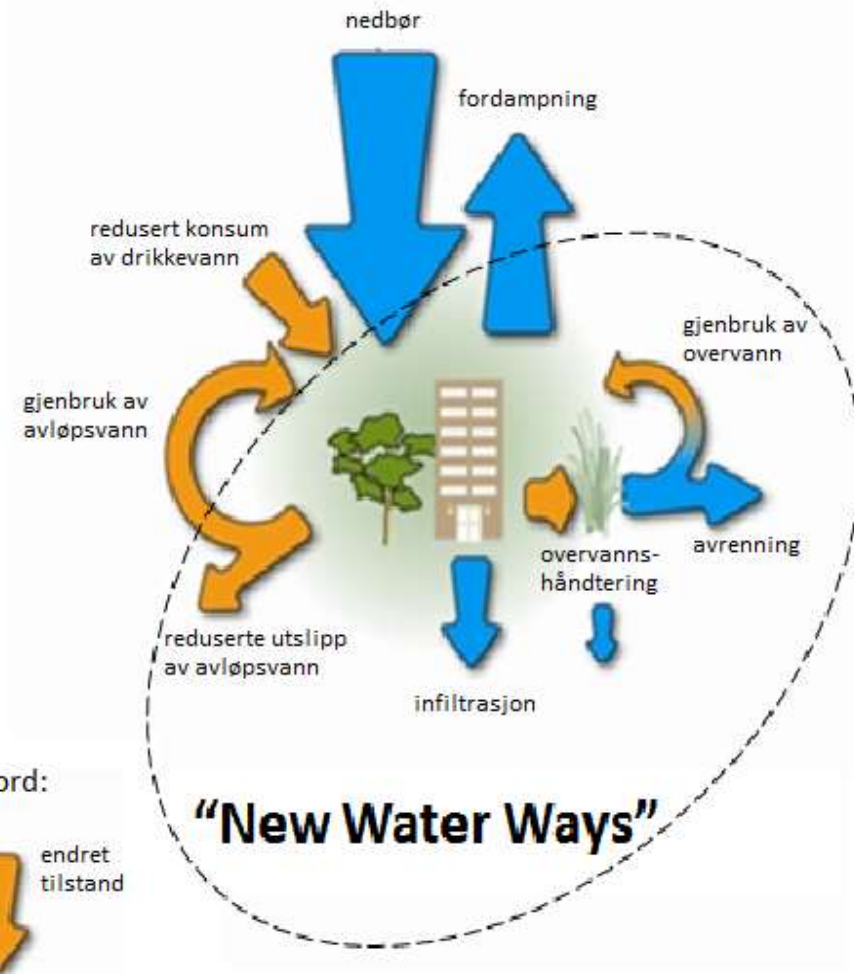 nedbør
fordampning
redusert konsum
av drikkevann
gjenbruk av
overvann
gjenbruk av
avløpsvann
overvanns-
håndtering
avrenning
reduserte utslipp
av avløpsvann
infiltrasjon
ord:
"New Water Ways"
endret
tilstand